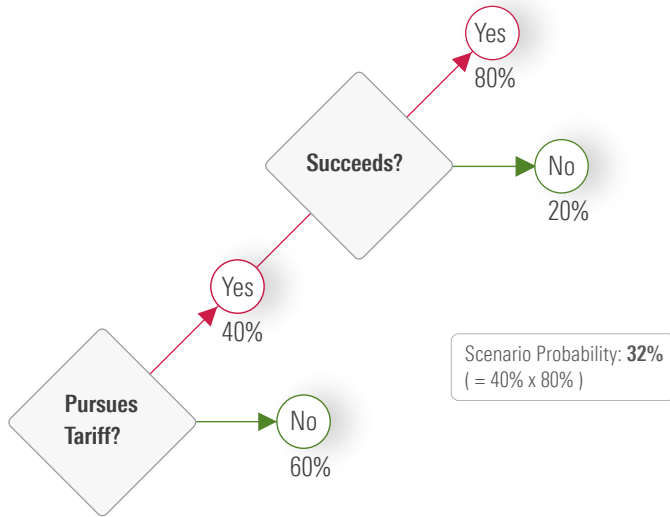 Yes
80%
Succeeds?
No
20%
Yes
40%
Scenario Probability: 32%
( = 40% x 80% )
Pursues
Tariff?
No
60%